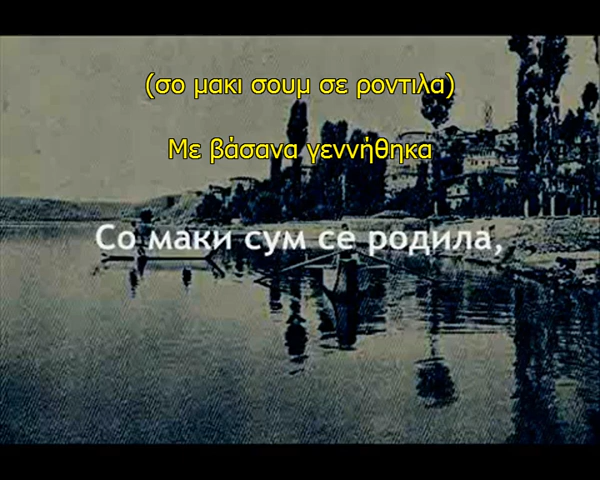 (σο μακι σουμ σε ροντιλα)
Με βάσανα γεννήθηκα
Со маки сум се родила,